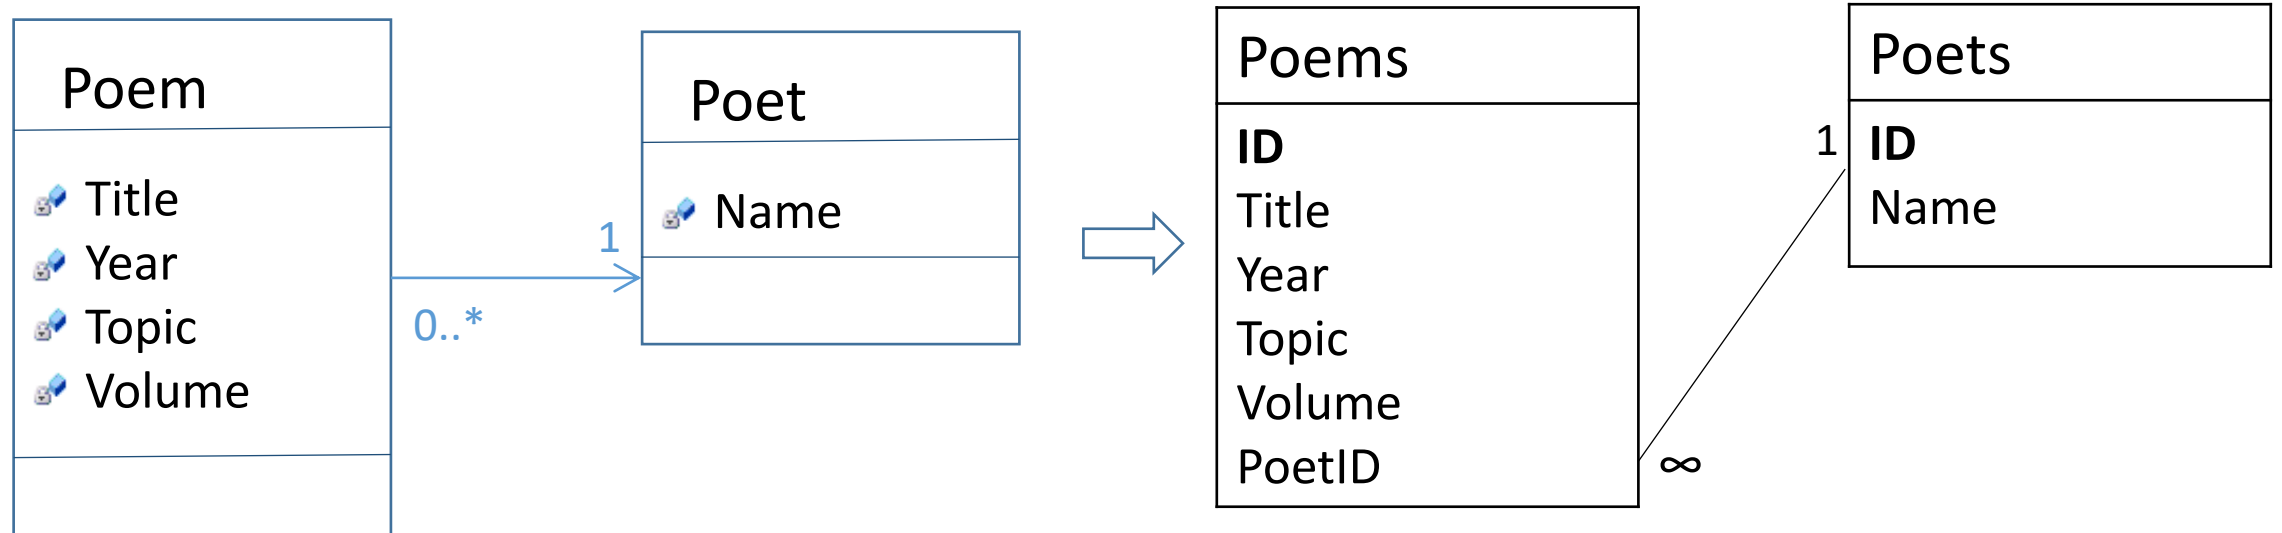 Poem
Title
Year
Topic
Volume
0..*
1
Poet
Name
Poems
ID
Title
Year
Topic
Volume
PoetID
∞
1
Poets
ID
Name